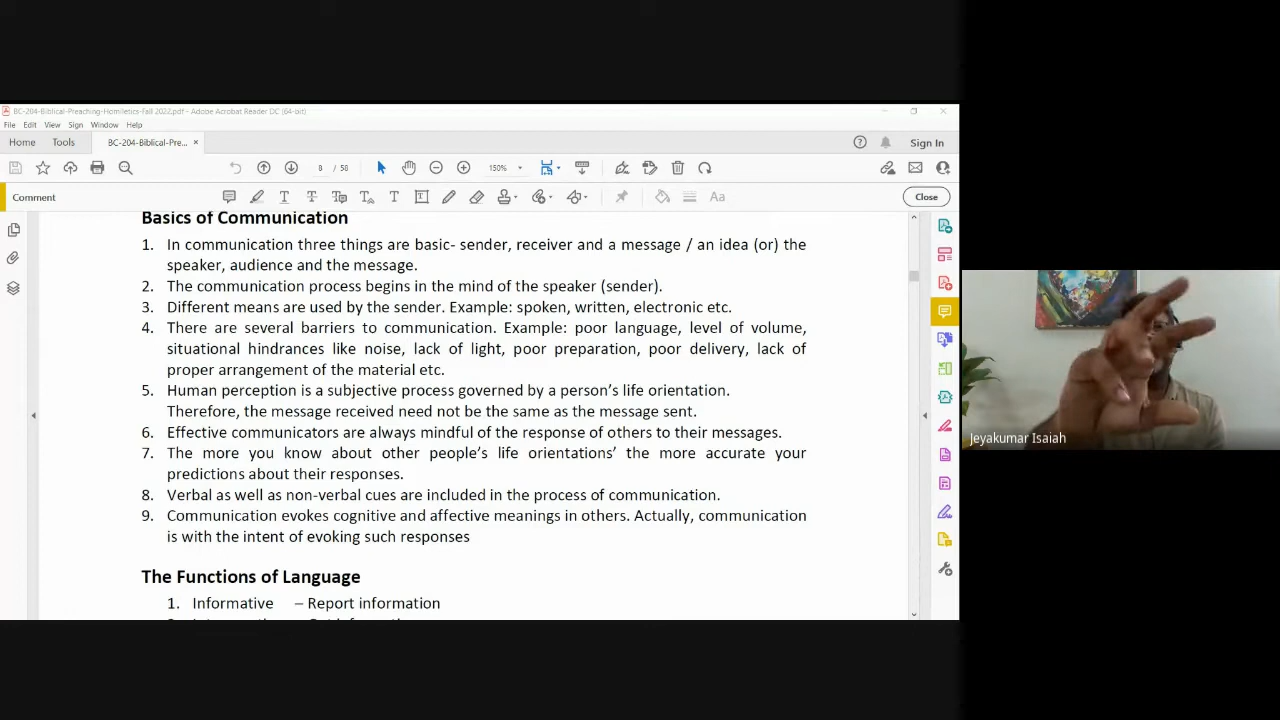 BC-204-Biblical-Preaching-Homilesics-Fall 2022.pdf - Adobe Acrobat Reader DC (64-bit)
File Edit View Sign Window Help
Home Tools BC-204-Biblical-Pre... × Sign In
8 / 58 150%
Comment Close
Aa
Basics of Communication
1. In communication three things are basic- sender, receiver and a message / an idea (or) the
speaker, audience and the message.
2. The communication process begins in the mind of the speaker (sender).
3. Different means are used by the sender. Example: spoken, written, electronic etc.
4. There are several barriers to communication. Example: poor language, level of volume,
situational hindrances like noise, lack of light, poor preparation, poor delivery, lack of
proper arrangement of the material etc.
5. Human perception is a subjective process governed by a person's life orientation.
Therefore, the message received need not be the same as the message sent.
6. Effective communicators are always mindful of the response of others to their messages.
7. The more you know about other people's life orientations' the more accurate your
predictions about their responses.
8. Verbal as well as non-verbal cues are included in the process of communication.
9. Communication evokes cognitive and affective meanings in others. Actually, communication
is with the intent of evoking such responses
The Functions of Language
1. Informative – Report information
Jeyakumar Isaiah